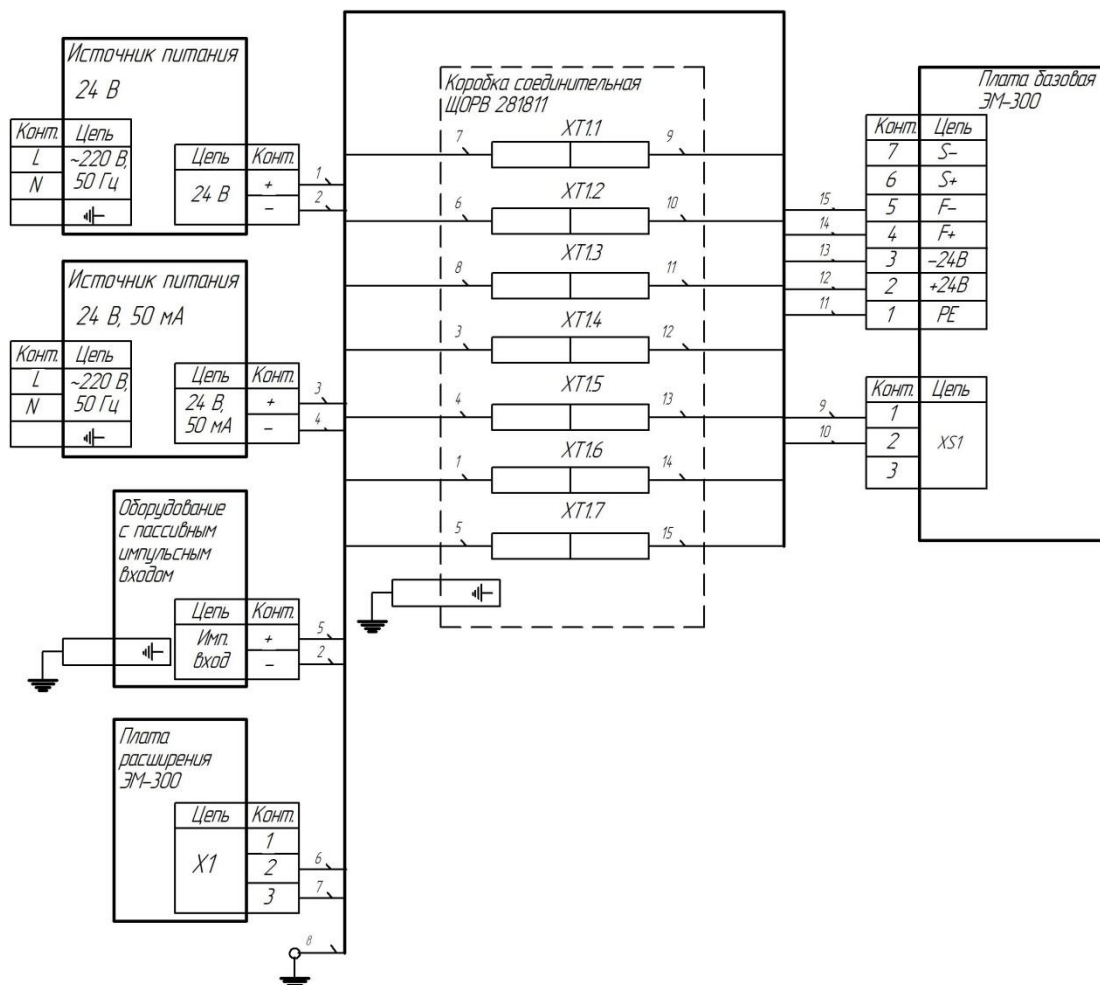 Источник питания
24 В
Конт. Цепь
L ~220 В,
N 50 Гц
Цепь Конт.
24 В +
−
1
2
Источник питания
24 В, 50 мА
Конт. Цепь
L ~220 В,
N 50 Гц
Цепь Конт.
24 В, +
50 мА −
3
4
Оборудование
с пассивным
импульсным
входом
Цепь Конт.
Имп. +
вход −
5
2
Плата
расширения
ЭМ-300
Цепь Конт.
1
X1 2
3
6
7
8
Коробка соединительная
ЩОРВ 281811
7 XT1.1 9
6 XT1.2 10
8 XT1.3 11
3 XT1.4 12
4 XT1.5 13
1 XT1.6 14
5 XT1.7 15
Плата базовая
ЭМ-300
Конт. Цепь
7 S−
6 S+
15 5 F−
14 4 F+
13 3 −24В
12 2 +24В
11 1 PE
Конт. Цепь
9 1
10 2 XS1
3